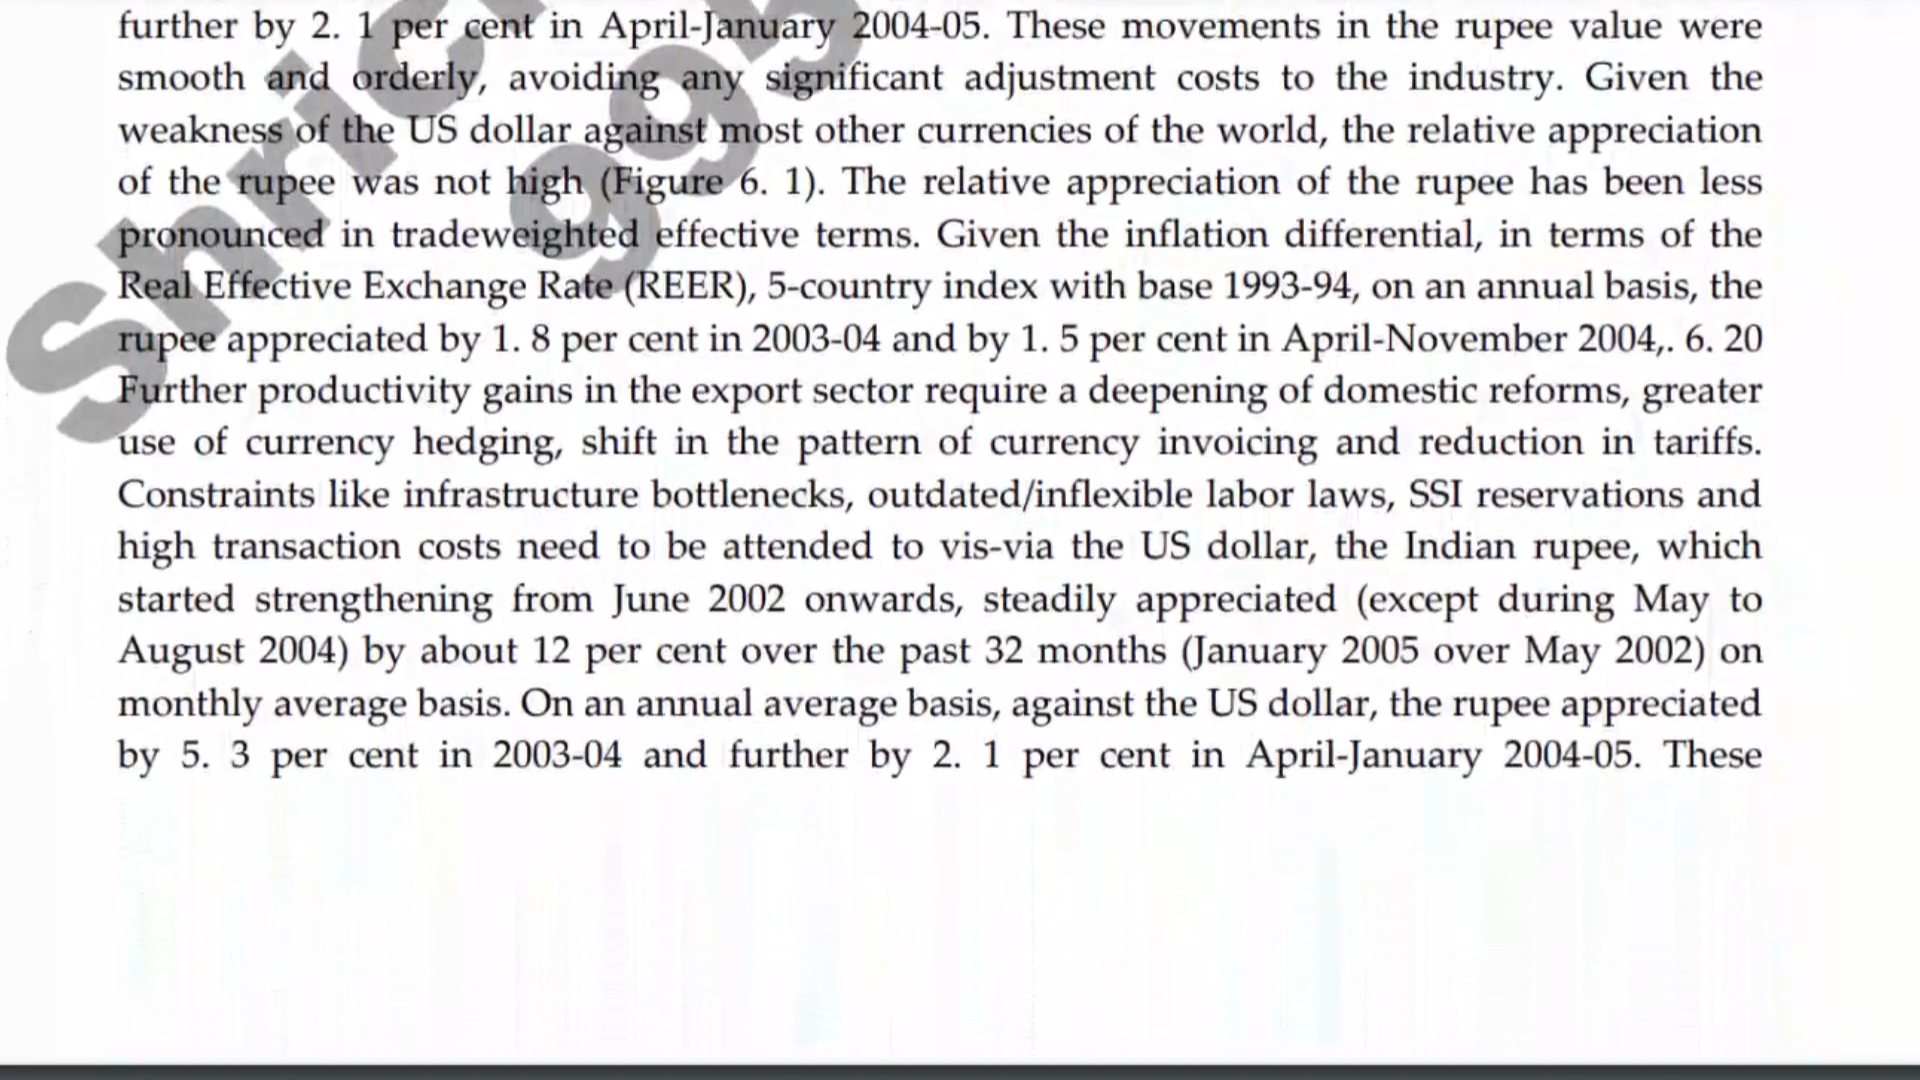 further by 2. 1 per cent in April-January 2004-05. These movements in the rupee value were
smooth and orderly, avoiding any significant adjustment costs to the industry. Given the
weakness of the US dollar against most other currencies of the world, the relative appreciation
of the rupee was not high (Figure 6. 1). The relative appreciation of the rupee has been less
pronounced in tradeweighted effective terms. Given the inflation differential, in terms of the
Real Effective Exchange Rate (REER), 5-country index with base 1993-94, on an annual basis, the
rupee appreciated by 1. 8 per cent in 2003-04 and by 1. 5 per cent in April-November 2004,. 6. 20
Further productivity gains in the export sector require a deepening of domestic reforms, greater
use of currency hedging, shift in the pattern of currency invoicing and reduction in tariffs.
Constraints like infrastructure bottlenecks, outdated/inflexible labor laws, SSI reservations and
high transaction costs need to be attended to vis-via the US dollar, the Indian rupee, which
started strengthening from June 2002 onwards, steadily appreciated (except during May to
August 2004) by about 12 per cent over the past 32 months (January 2005 over May 2002) on
monthly average basis. On an annual average basis, against the US dollar, the rupee appreciated
by 5. 3 per cent in 2003-04 and further by 2. 1 per cent in April-January 2004-05. These